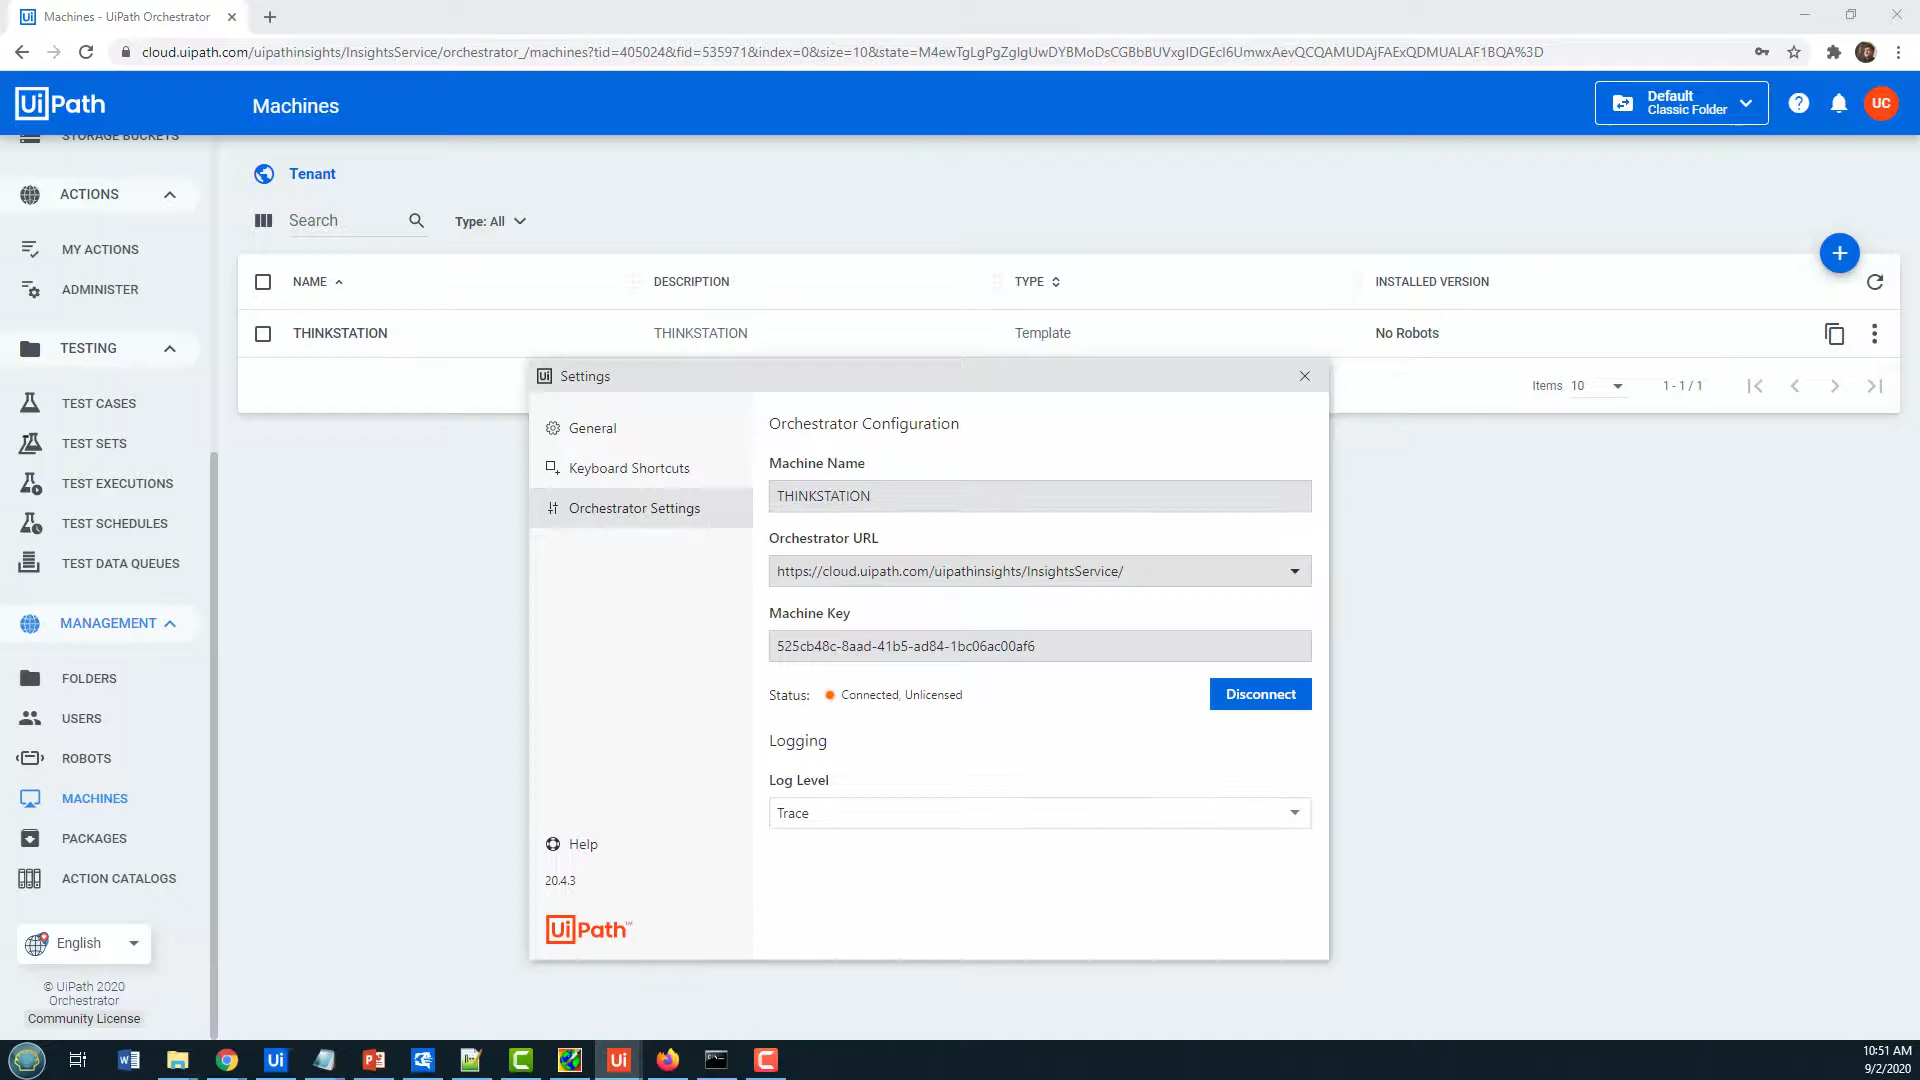 Machines - UiPath Orchestrator
cloud.uipath.com/uipathinsights/InsightsService/orchestrator_/machines?tid=405024&fid=535971&index=0&size=10&state=M4ewTgLgPgZglgUwDYBMoDsCGBbBUVxgIDGEcI6UmwxAevQCQAMUDAjFAExQDMUALAF1BQA%3D
UiPath
Machines
Default
Classic Folder
UC
STORAGE BUCKETS
ACTIONS
MY ACTIONS
ADMINISTER
TESTING
TEST CASES
TEST SETS
TEST EXECUTIONS
TEST SCHEDULES
TEST DATA QUEUES
MANAGEMENT
FOLDERS
USERS
ROBOTS
MACHINES
PACKAGES
ACTION CATALOGS
English
© UiPath 2020
Orchestrator
Community License
Tenant
Search
Type: All
NAME DESCRIPTION TYPE INSTALLED VERSION
THINKSTATION THINKSTATION Template No Robots
Items 10 1 - 1 / 1
Settings
General
Keyboard Shortcuts
Orchestrator Settings
Help
20.4.3
UiPath™
Orchestrator Configuration
Machine Name
THINKSTATION
Orchestrator URL
https://cloud.uipath.com/uipathinsights/InsightsService/
Machine Key
525cb48c-8aad-41b5-ad84-1bc06ac00af6
Status: Connected, Unlicensed
Disconnect
Logging
Log Level
Trace
10:51 AM
9/2/2020